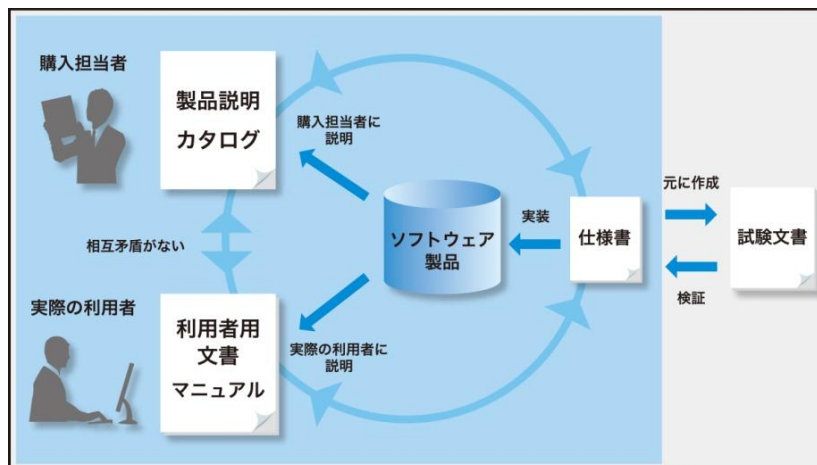 購入担当者
製品説明
カタログ
購入担当者に
説明
相互矛盾がない
ソフトウェア
製品
実装
仕様書
元に作成
検証
試験文書
実際の利用者
利用者用
文書
マニュアル
実際の利用者に
説明